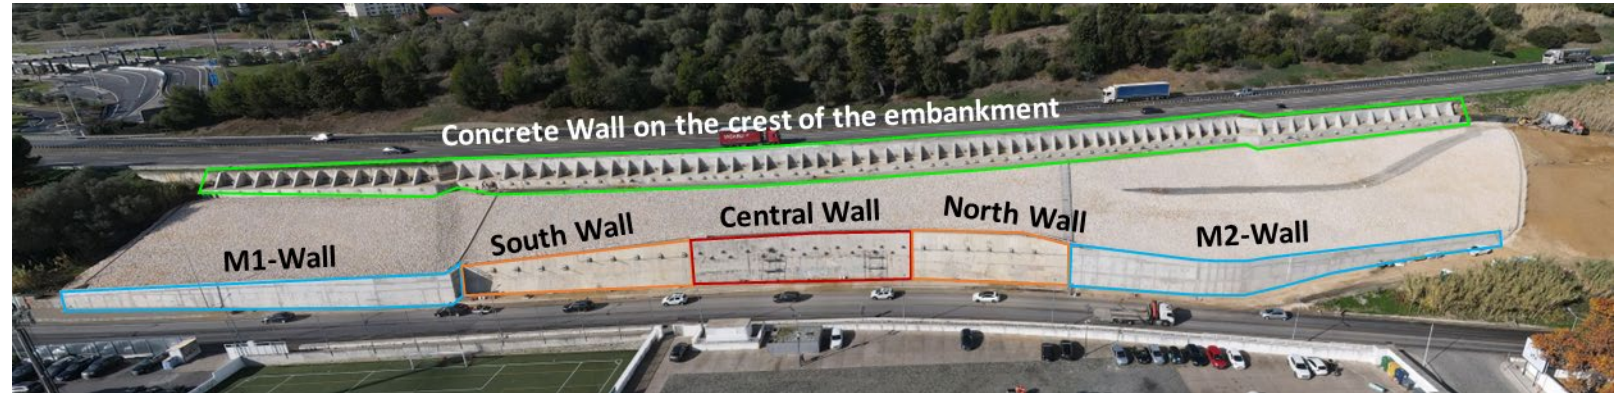 Concrete Wall on the crest of the embankment
M1-Wall
South Wall
Central Wall
North Wall
M2-Wall